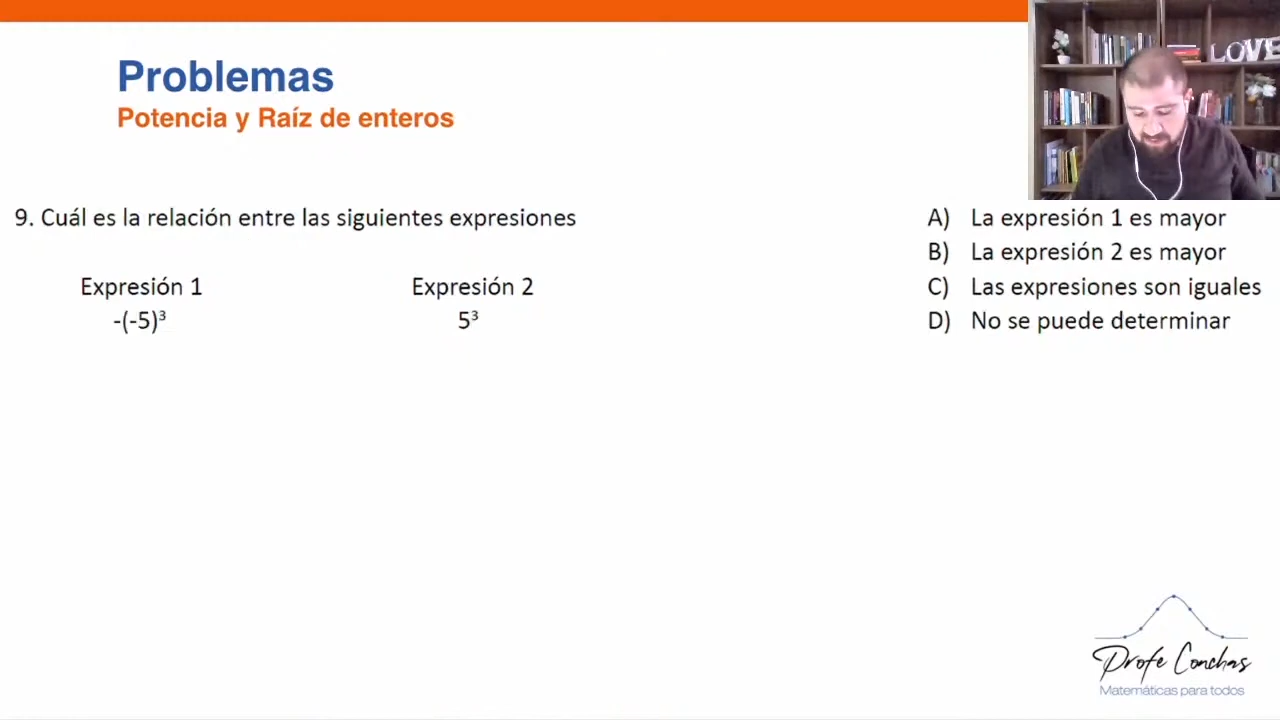 LOVE
Problemas
Potencia y Raíz de enteros
9. Cuál es la relación entre las siguientes expresiones
Expresión 1
Expresión 2
-(-5)³
5³
A) La expresión 1 es mayor
B) La expresión 2 es mayor
C) Las expresiones son iguales
D) No se puede determinar
Profe Conchas
Matemáticas para todos